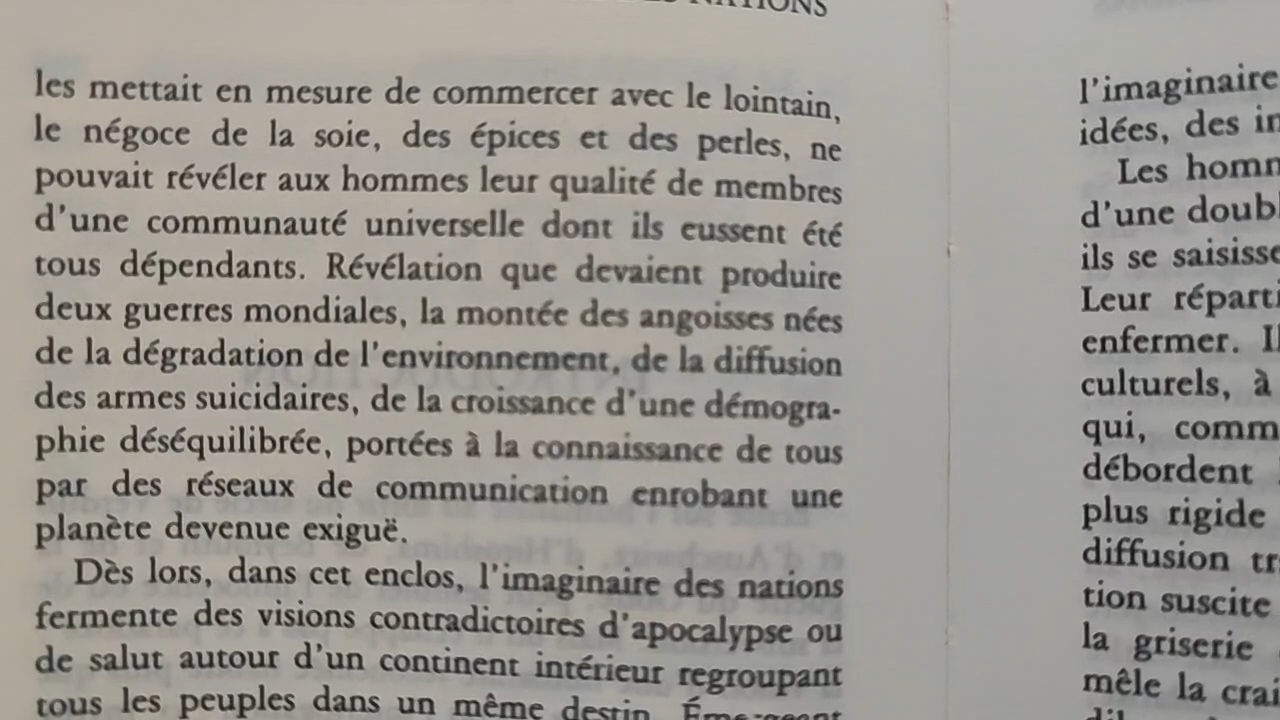 NATIONS
les mettait en mesure de commercer avec le lointain,
le négoce de la soie, des épices et des perles, ne
pouvait révéler aux hommes leur qualité de membres
d'une communauté universelle dont ils eussent été
tous dépendants. Révélation que devaient produire
deux guerres mondiales, la montée des angoisses nées
de la dégradation de l'environnement, de la diffusion
des armes suicidaires, de la croissance d'une démogra-
phie déséquilibrée, portées à la connaissance de tous
par des réseaux de communication enrobant une
planète devenue exiguë.
Dès lors, dans cet enclos, l'imaginaire des nations
fermente des visions contradictoires d'apocalypse ou
de salut autour d'un continent intérieur regroupant
tous les peuples dans un même destin.
l'imaginaire
idées, des
Les
d'une
ils se
Leur
enfermer.
culturels, à
qui,
débordent
plus rigide
diffusion
tion suscite
la griserie
mêle la